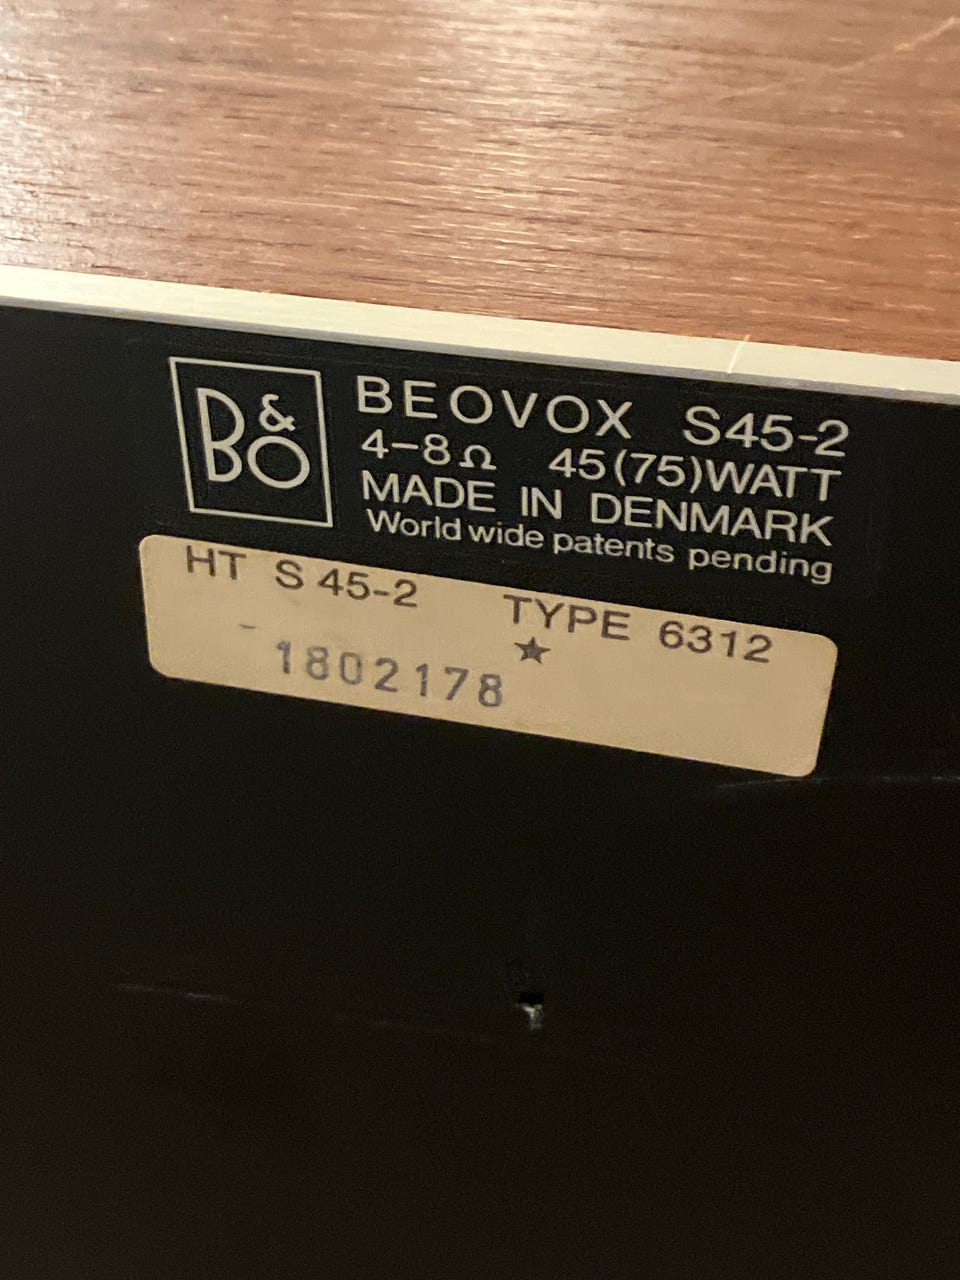 B&O
BEOVOX S45-2
4-8Ω 45(75)WATT
MADE IN DENMARK
World wide patents pending
HT S 45-2 TYPE 6312
★
1802178